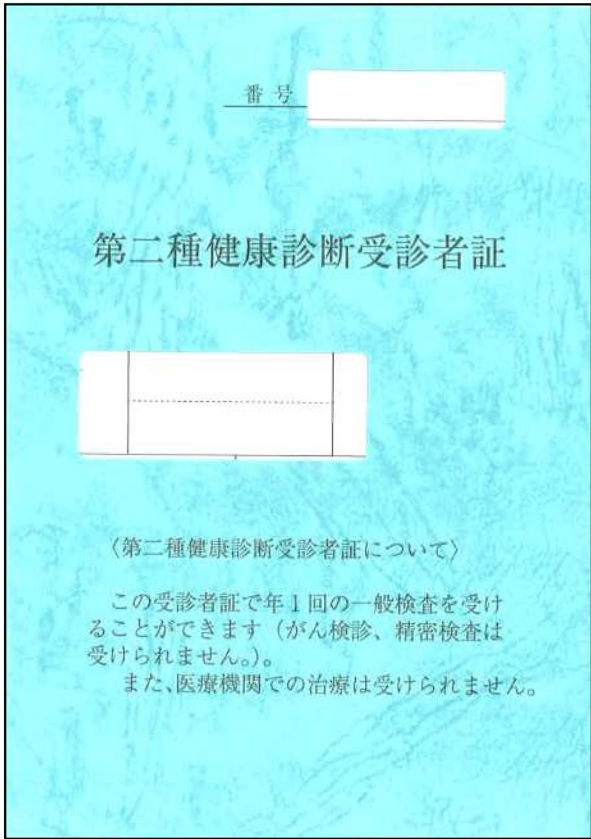 番号
第二種健康診断受診者証
〈第二種健康診断受診者証について〉
この受診者証で年1回の一般検査を受け
ることができます（がん検診、精密検査は
受けられません。）。
また、医療機関での治療は受けられません。